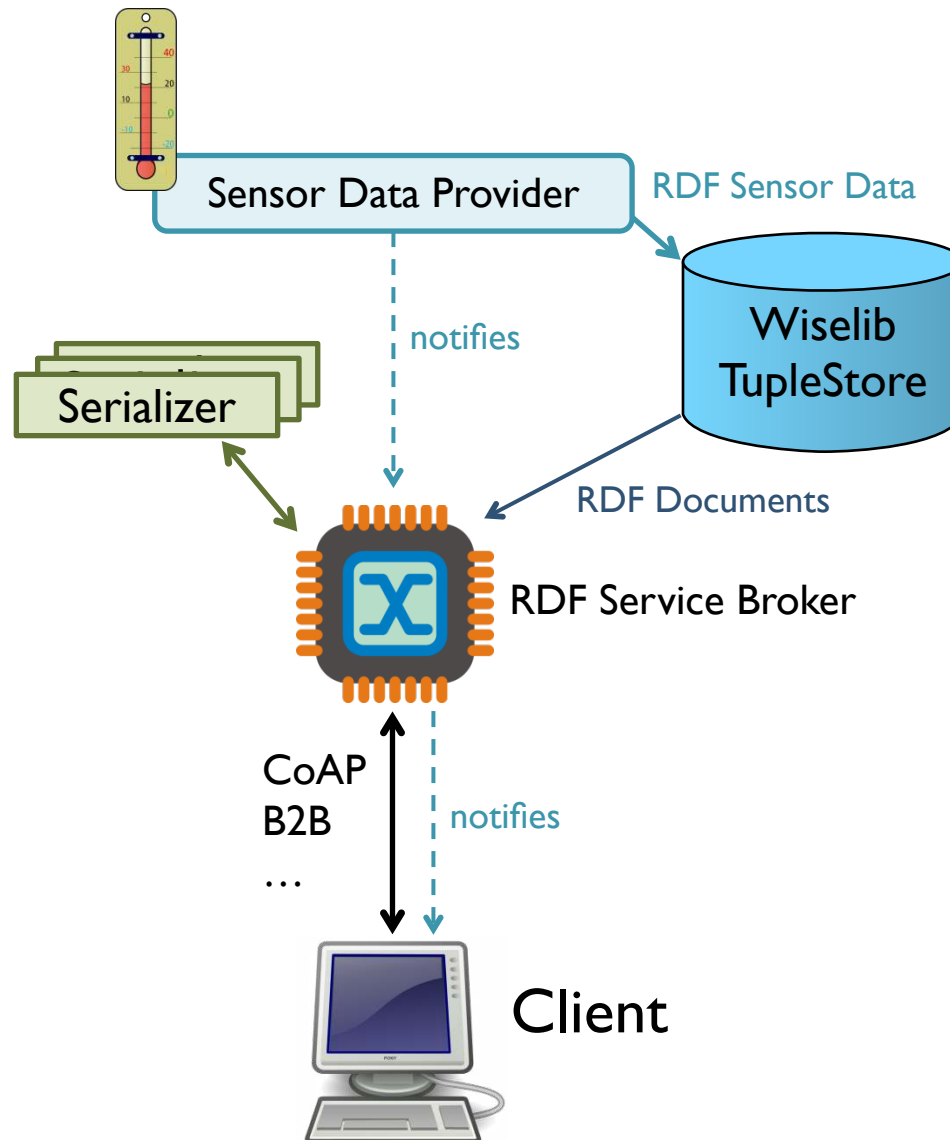 40
30
20
10
0
-10
-20
Sensor Data Provider
RDF Sensor Data
Wiselib
TupleStore
notifies
Serializer
RDF Documents
RDF Service Broker
CoAP
B2B
…
notifies
Client